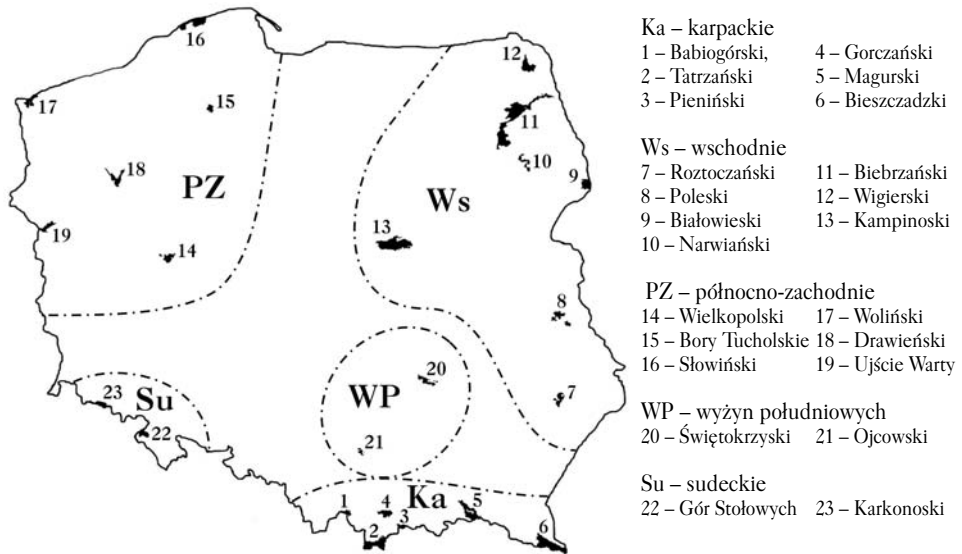 16
17
15
18
PZ
19
14
12
11
10
9
Ws
13
8
7
20
WP
21
23
Su
22
Ka
1
4
3
2
5
6
Ka – karpackie
1 – Babiogórski, 4 – Gorczański
2 – Tatrzański 5 – Magurski
3 – Pieniński 6 – Bieszczadzki
Ws – wschodnie
7 – Roztoczański 11 – Biebrzański
8 – Poleski 12 – Wigierski
9 – Białowieski 13 – Kampinoski
10 – Narwiański
PZ – północno-zachodnie
14 – Wielkopolski 17 – Woliński
15 – Bory Tucholskie 18 – Drawieński
16 – Słowiński 19 – Ujście Warty
WP – wyżyn południowych
20 – Świętokrzyski 21 – Ojcowski
Su – sudeckie
22 – Gór Stołowych 23 – Karkonoski